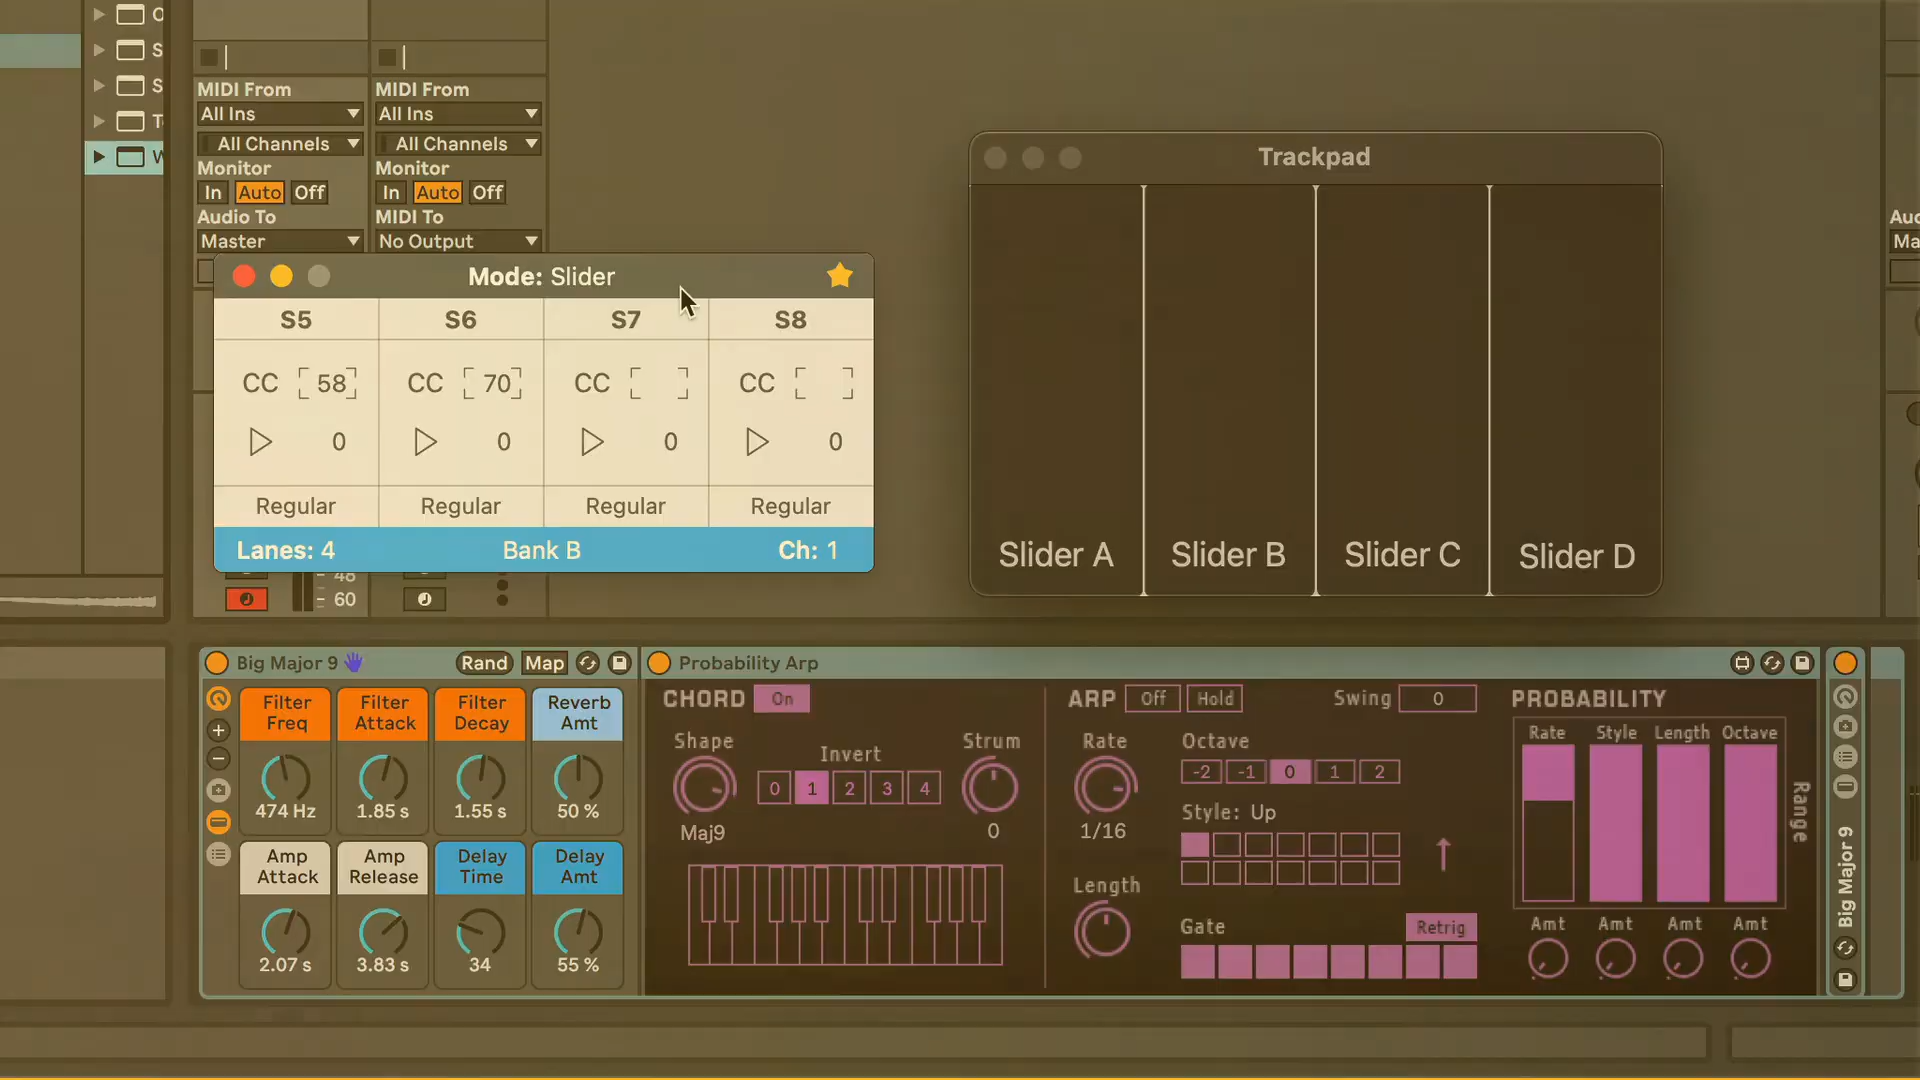 MIDI From
All Ins
All Channels
Monitor
In Auto Off
Audio To
Master
MIDI From
All Ins
All Channels
Monitor
In Auto Off
MIDI To
No Output
Mode: Slider
S5 S6 S7 S8
CC 58 CC 70 CC CC
0 0 0 0
Regular Regular Regular Regular
Lanes: 4 Bank B Ch: 1
48
60
Trackpad
Slider A Slider B Slider C Slider D
Big Major 9 Rand Map
Filter Freq
474 Hz
Filter Attack
1.85 s
Filter Decay
1.55 s
Reverb Amt
50 %
Amp Attack
2.07 s
Amp Release
3.83 s
Delay Time
34
Delay Amt
55 %
Probability Arp
CHORD On
Shape
Maj9
Invert
0 1 2 3 4
Strum
0
ARP Off Hold
Swing 0
Rate
1/16
Octave
-2 -1 0 1 2
Style: Up
Length
Gate
Retrig
PROBABILITY
Rate Style Length Octave
Range
Amt Amt Amt Amt
Big Major 9